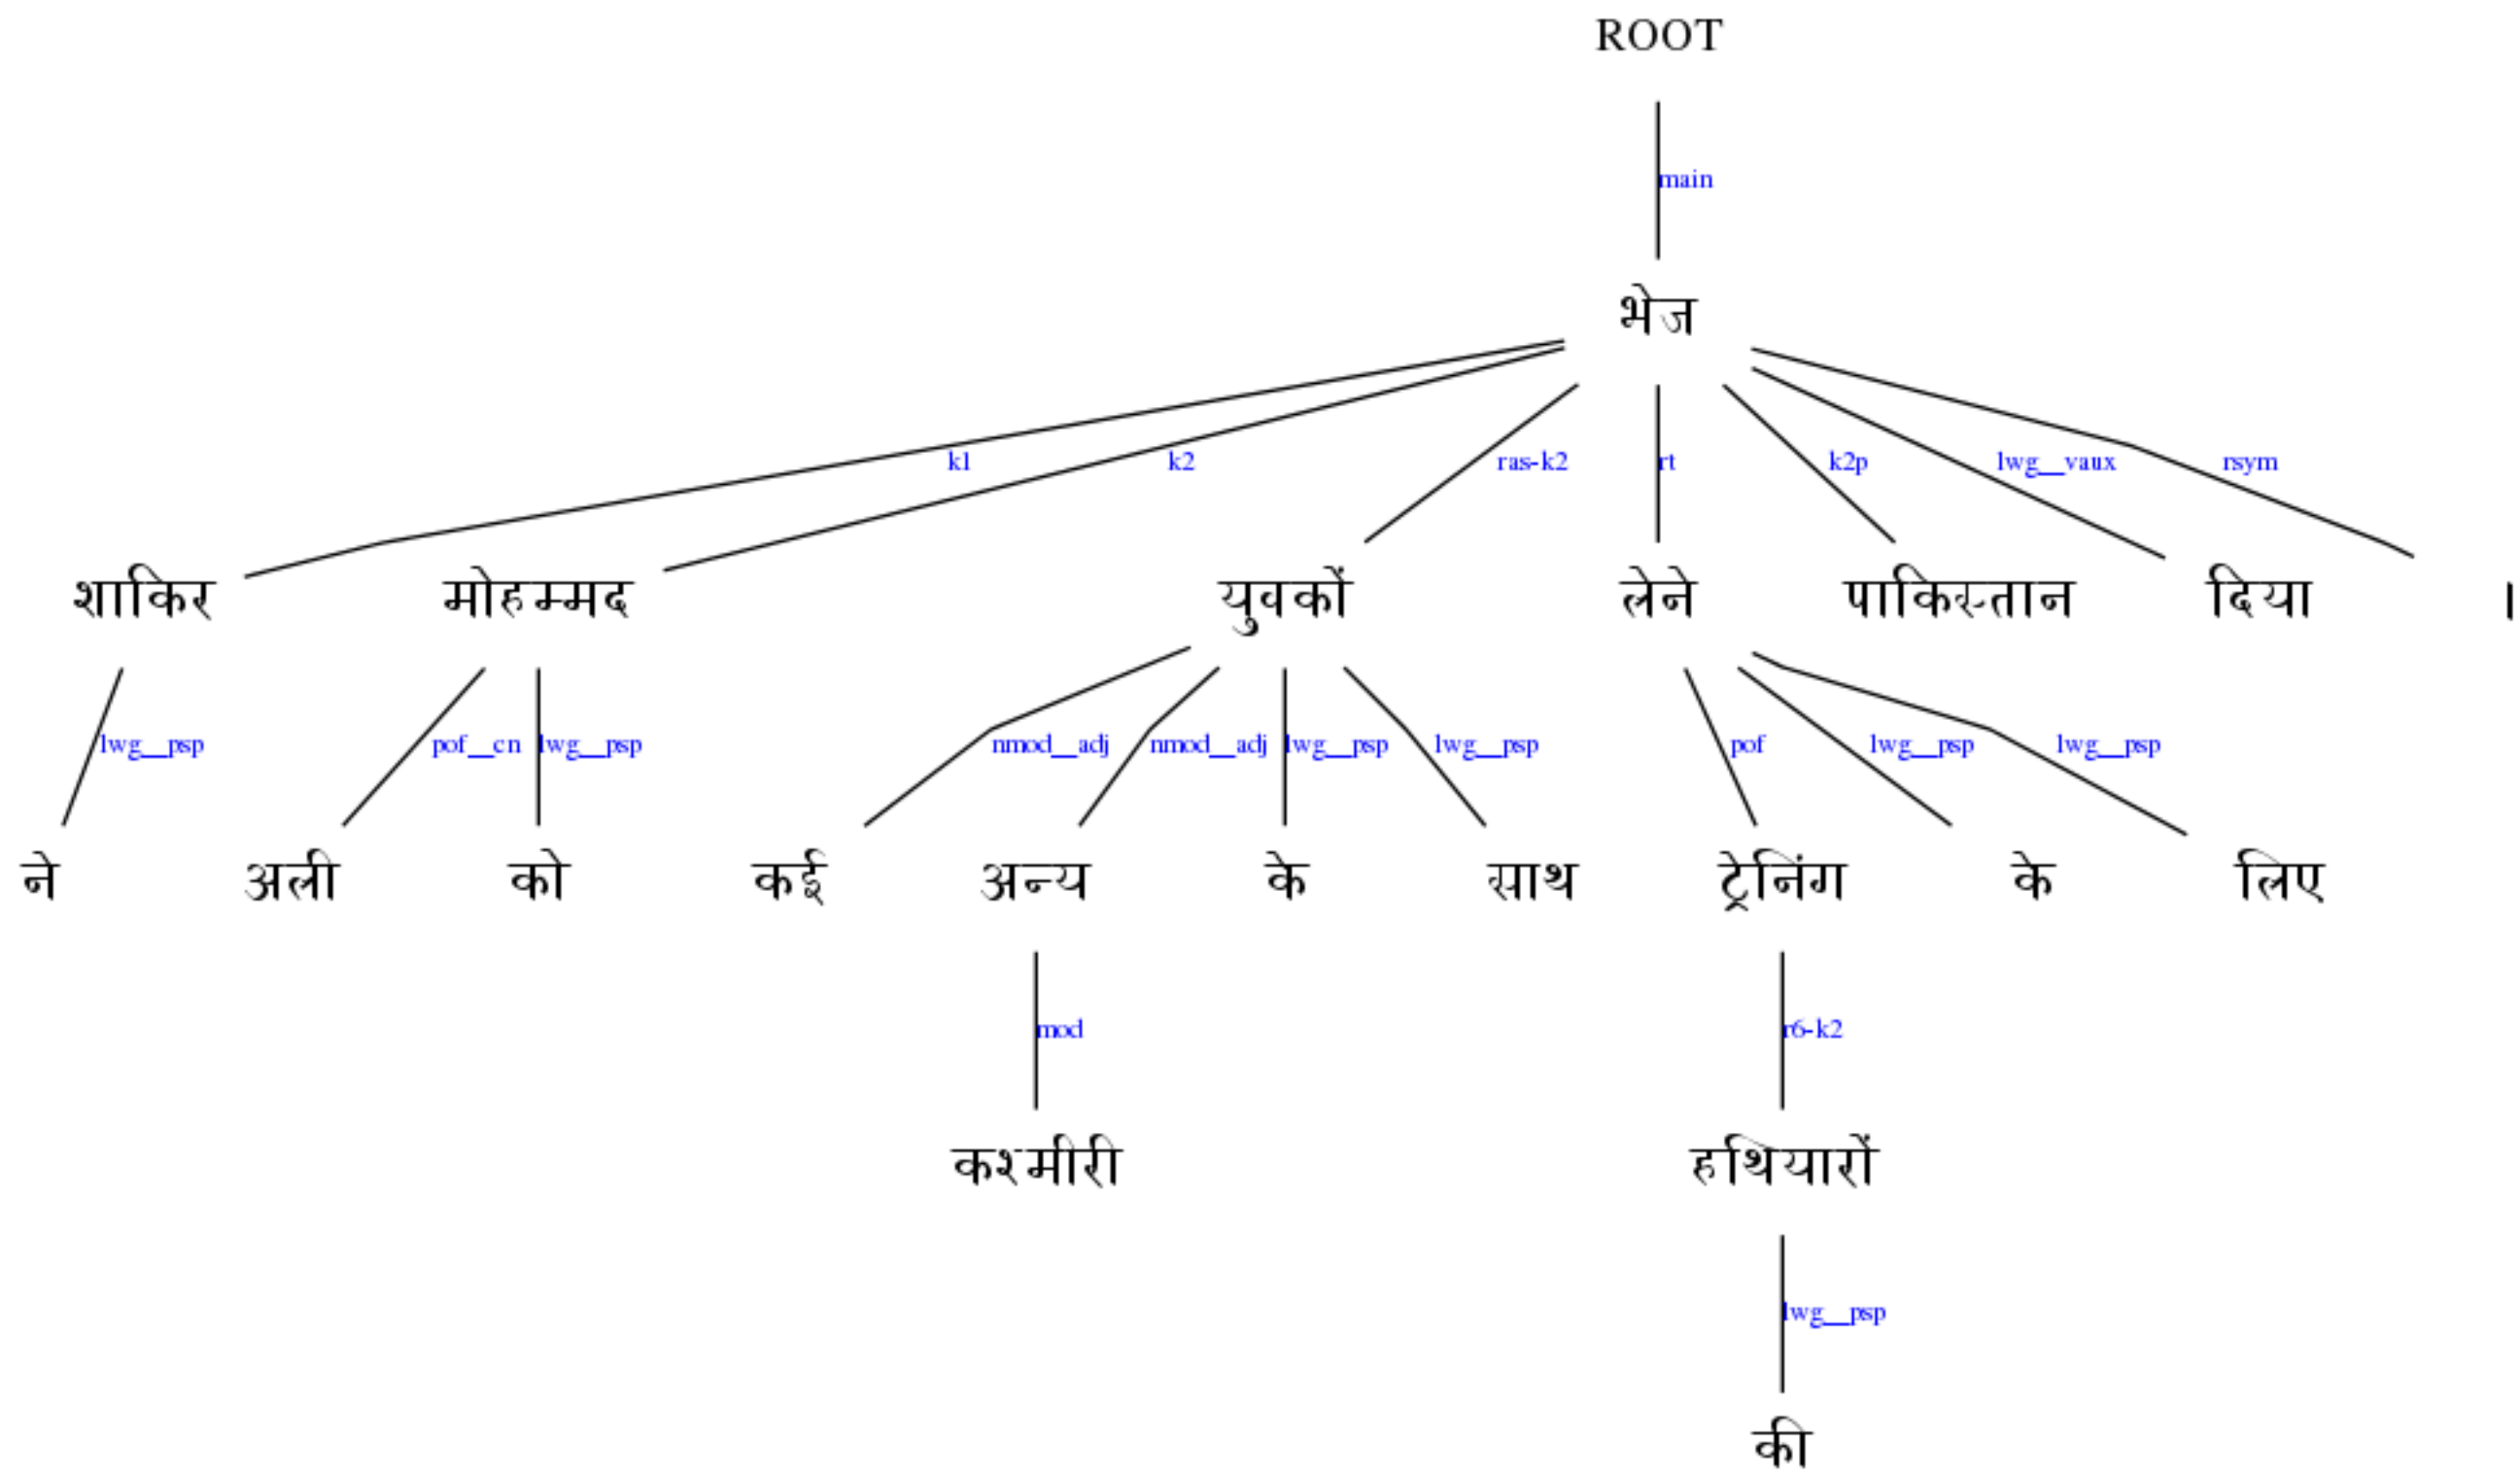 ROOT
main
भेज
k1 k2 ras-k2 rt k2p lwg__vaux rsym
शाकिर मोहम्मद युवकों लेने पाकिस्तान दिया ।
lwg__psp pof__cn lwg__psp nmod__adj nmod__adj lwg__psp lwg__psp pof lwg__psp lwg__psp
ने अली को कई अन्य के साथ ट्रेनिंग के लिए
mod r6-k2
कश्मीरी हथियारों
lwg__psp
की